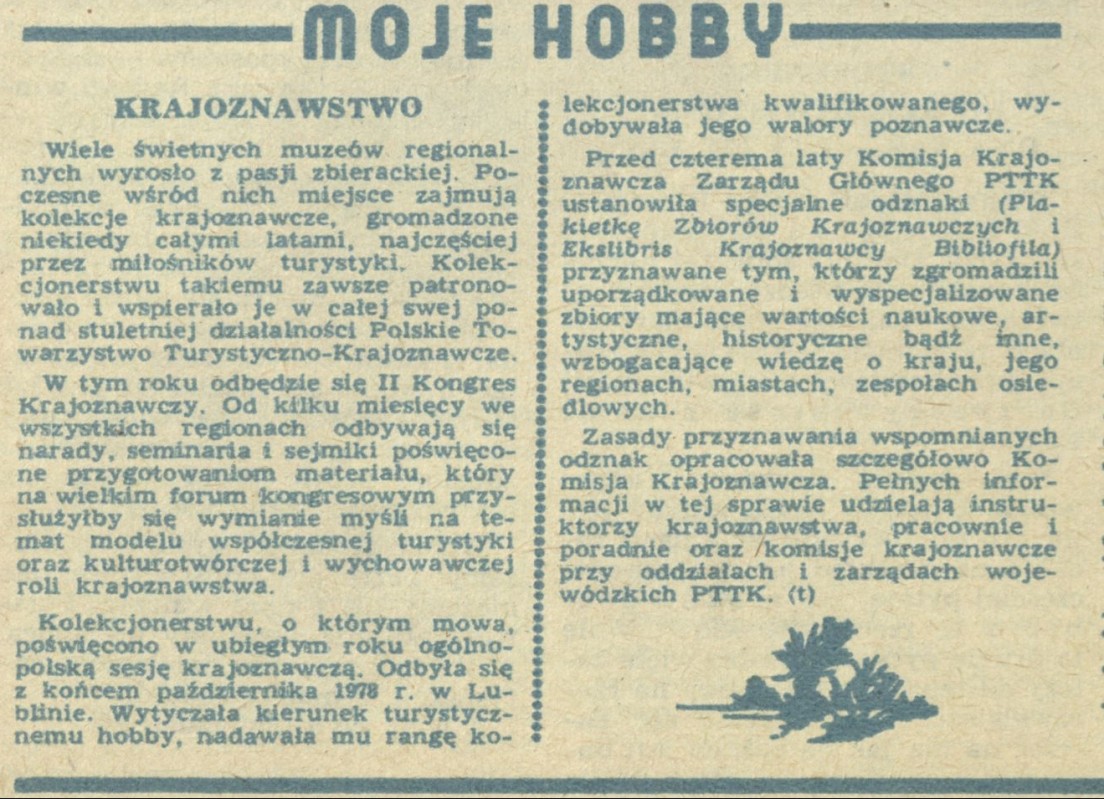 MOJE HOBBY
KRAJOZNAWSTWO
Wiele świetnych muzeów regional-
nych wyrosło z pasji zbierackiej. Po-
czesne wśród nich miejsce zajmują
kolekcje krajoznawcze, gromadzone
niekiedy całymi latami, najczęściej
przez miłośników turystyki. Kolek-
cjonerstwu takiemu zawsze patrono-
wało i wspierało je w całej swej po-
nad stuletniej działalności Polskie To-
warzystwo Turystyczno-Krajoznawcze.
W tym roku odbędzie się II Kongres
Krajoznawczy. Od kilku miesięcy we
wszystkich regionach odbywają się
narady, seminaria i sejmiki poświęco-
ne przygotowaniom materiału, który
na wielkim forum kongresowym przy-
służyłby się wymianie myśli na te-
mat modelu współczesnej turystyki
oraz kulturotwórczej i wychowawczej
roli krajoznawstwa.
Kolekcjonerstwu, o którym mowa,
poświęcono w ubiegłym roku ogólno-
polską sesję krajoznawczą. Odbyła się
z końcem października 1978 r. w Lu-
blinie. Wytyczała kierunek turystycz-
nemu hobby, nadawała mu rangę ko-
lekcjonerstwa kwalifikowanego, wy-
dobywała jego walory poznawcze.
Przed czterema laty Komisja Krajo-
znawcza Zarządu Głównego PTTK
ustanowiła specjalne odznaki (Pla-
kietkę Zbiorów Krajoznawczych i
Ekslibris Krajoznawcy Bibliofila)
przyznawane tym, którzy zgromadzili
uporządkowane i wyspecjalizowane
zbiory mające wartości naukowe, ar-
tystyczne, historyczne bądź inne,
wzbogacające wiedzę o kraju, jego
regionach, miastach, zespołach osie-
dlowych.
Zasady przyznawania wspomnianych
odznak opracowała szczegółowo Ko-
misja Krajoznawcza. Pełnych infor-
macji w tej sprawie udzielają instru-
ktorzy krajoznawstwa, pracownie i
poradnie oraz komisje krajoznawcze
przy oddziałach i zarządach woje-
wódzkich PTTK. (t)